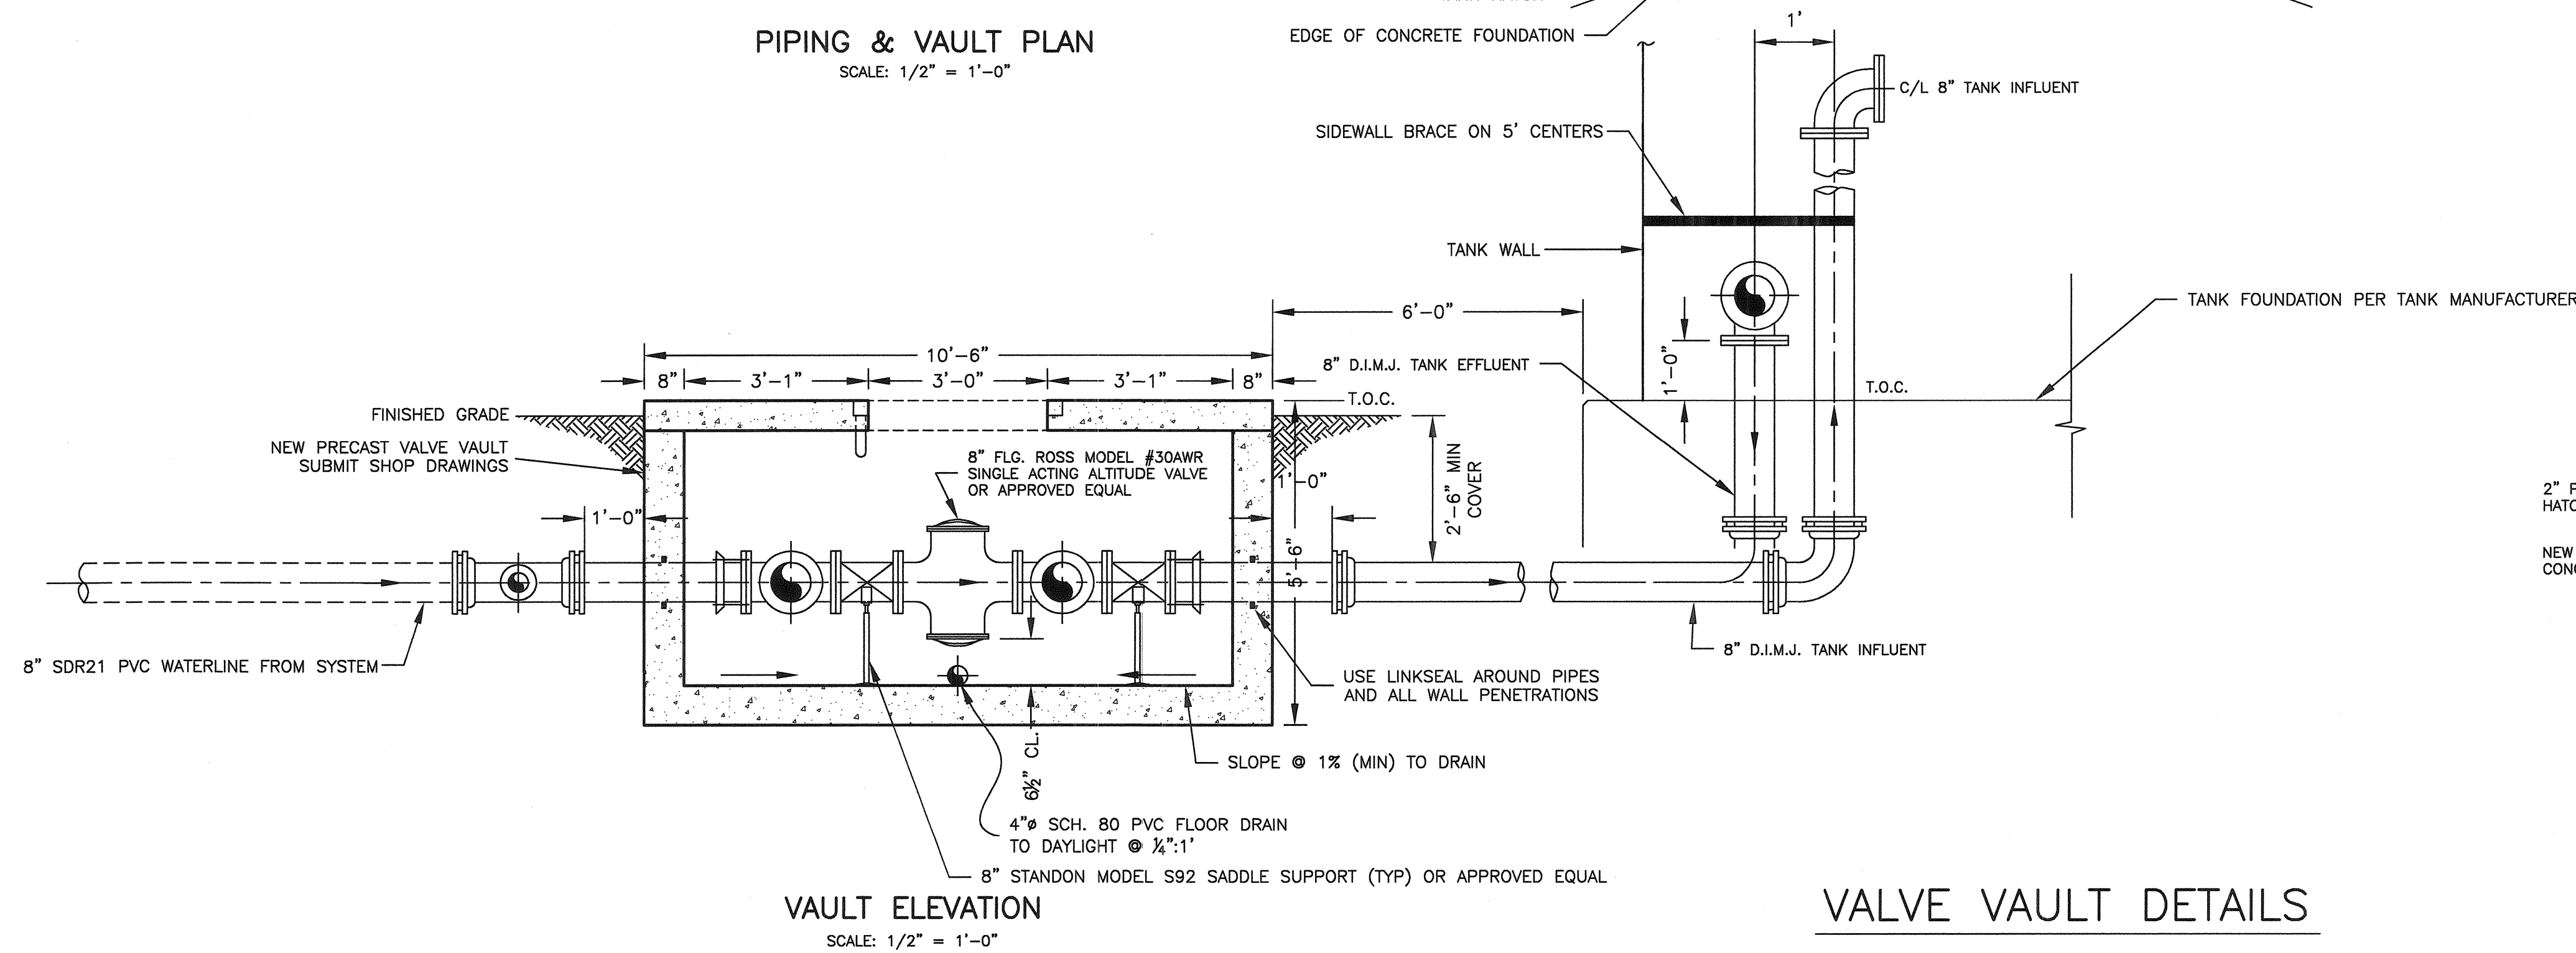 PIPING & VAULT PLAN
SCALE: 1/2" = 1'-0"
EDGE OF CONCRETE FOUNDATION
1'
C/L 8" TANK INFLUENT
SIDEWALL BRACE ON 5' CENTERS
TANK WALL
TANK FOUNDATION PER TANK MANUFACTURER
6'-0"
10'-6"
8"
3'-1"
3'-0"
3'-1"
8"
8" D.I.M.J. TANK EFFLUENT
1'-0"
T.O.C.
T.O.C.
FINISHED GRADE
NEW PRECAST VALVE VAULT
SUBMIT SHOP DRAWINGS
8" FLG. ROSS MODEL #30AWR
SINGLE ACTING ALTITUDE VALVE
OR APPROVED EQUAL
1'-0"
2'-6" MIN
COVER
1'-0"
5'-6"
2"
NEW
8" SDR21 PVC WATERLINE FROM SYSTEM
8" D.I.M.J. TANK INFLUENT
USE LINKSEAL AROUND PIPES
AND ALL WALL PENETRATIONS
6½" CL.
SLOPE @ 1% (MIN) TO DRAIN
4"ø SCH. 80 PVC FLOOR DRAIN
TO DAYLIGHT @ ¼":1'
8" STANDON MODEL S92 SADDLE SUPPORT (TYP) OR APPROVED EQUAL
VAULT ELEVATION
SCALE: 1/2" = 1'-0"
VALVE VAULT DETAILS